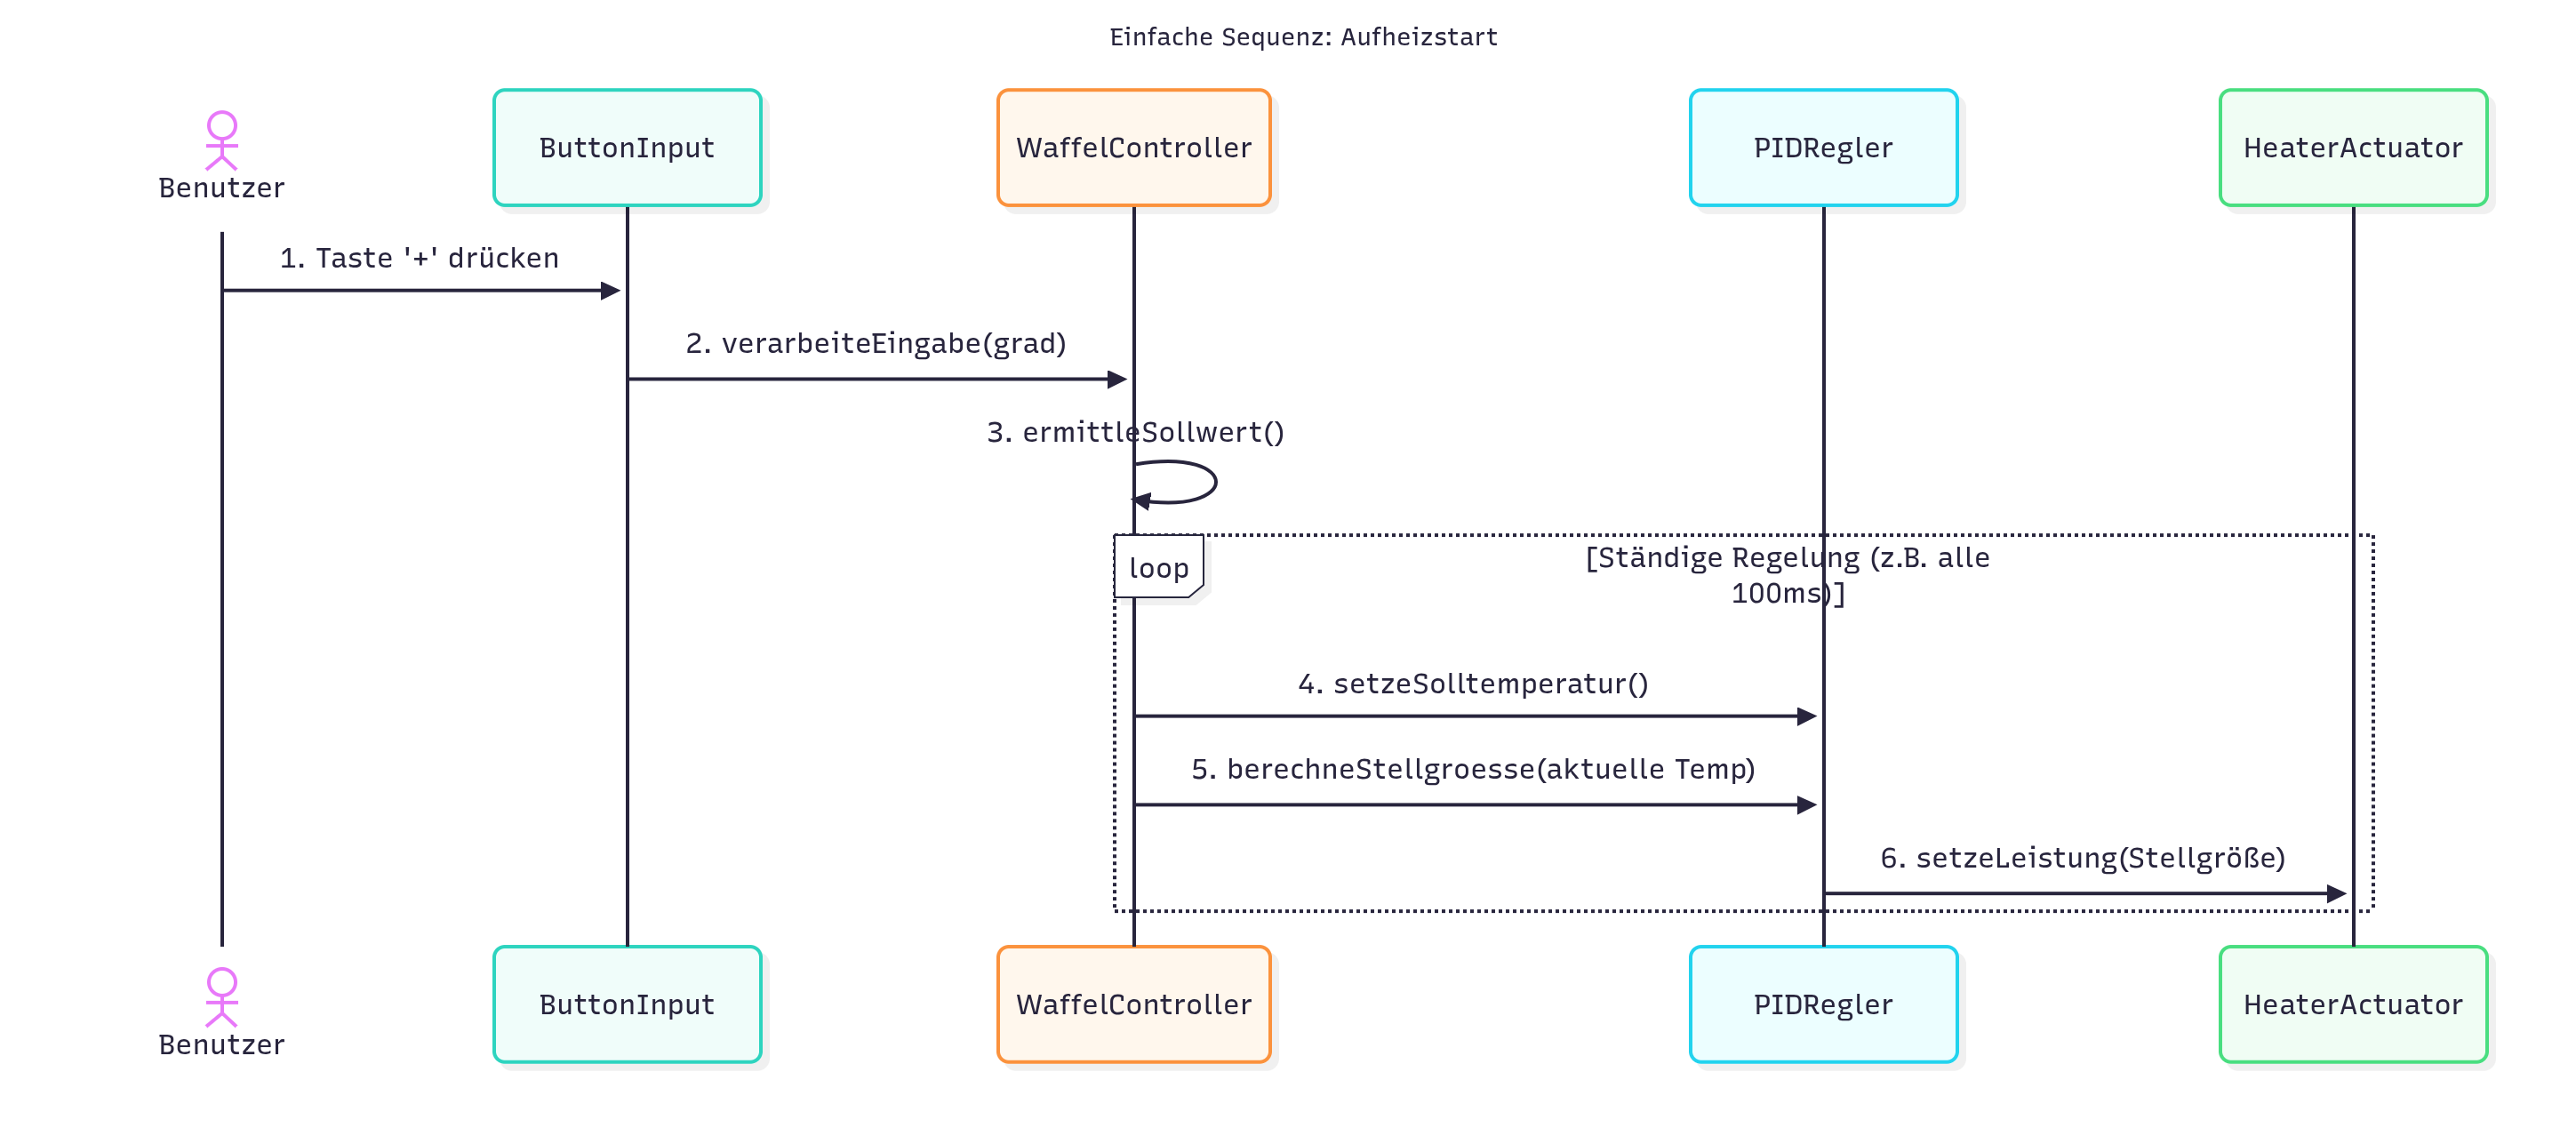 Einfache Sequenz: Aufheizstart
Benutzer
ButtonInput
WaffelController
PIDRegler
HeaterActuator
1. Taste '+' drücken
2. verarbeiteEingabe(grad)
3. ermittleSollwert()
loop
[Ständige Regelung (z.B. alle
100ms)]
4. setzeSolltemperatur()
5. berechneStellgroesse(aktuelle Temp)
6. setzeLeistung(Stellgröße)
Benutzer
ButtonInput
WaffelController
PIDRegler
HeaterActuator